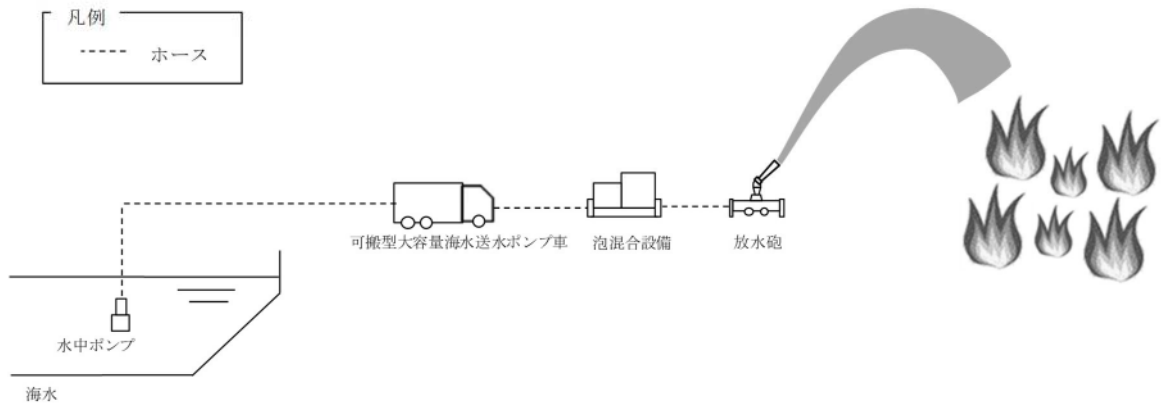 凡例
ホース
可搬型大容量海水送水ポンプ車
泡混合設備
放水砲
水中ポンプ
海水